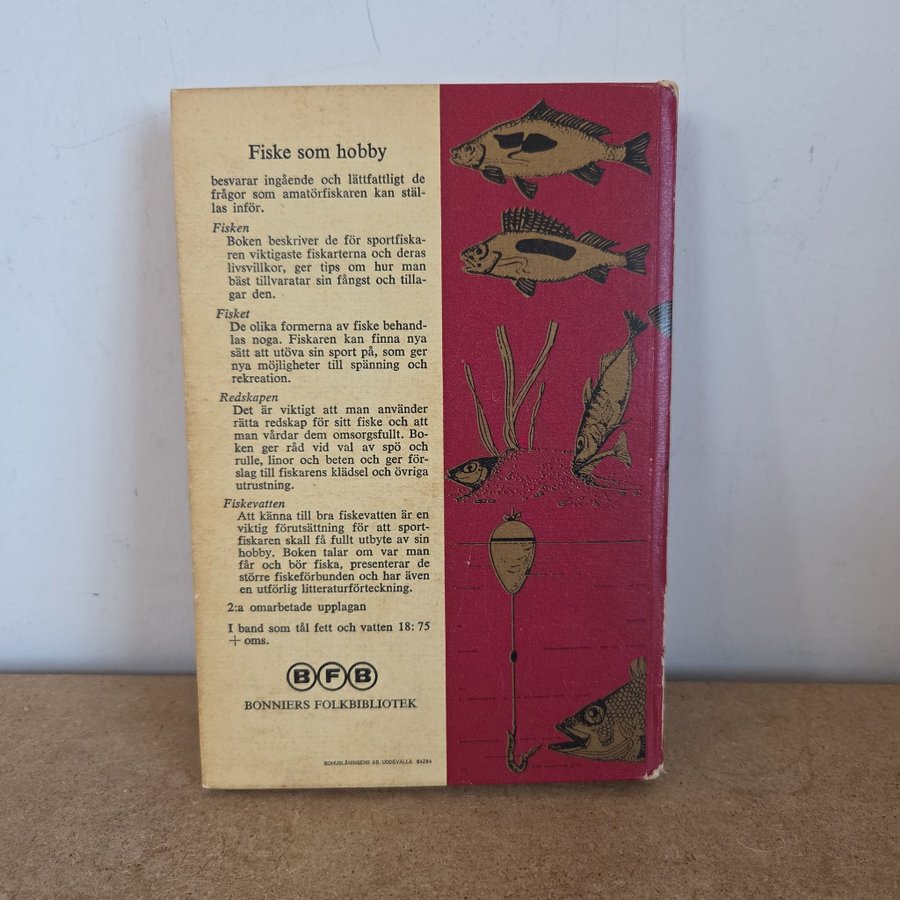 Fiske som hobby
besvarar ingående och lättfattligt de
frågor som amatörfiskaren kan stäl-
las inför.
Fisken
Boken beskriver de för sportfiska-
ren viktigaste fiskarterna och deras
livsvillkor, ger tips om hur man
bäst tillvaratar sin fångst och tilla-
gar den.
Fisket
De olika formerna av fiske behand-
las noga. Fiskaren kan finna nya
sätt att utöva sin sport på, som ger
nya möjligheter till spänning och
rekreation.
Redskapen
Det är viktigt att man använder
rätta redskap för sitt fiske och att
man vårdar dem omsorgsfullt. Bo-
ken ger råd vid val av spö och
rulle, linor och beten och ger för-
slag till fiskarens klädsel och övriga
utrustning.
Fiskevatten
Att känna till bra fiskevatten är en
viktig förutsättning för att sport-
fiskaren skall få fullt utbyte av sin
hobby. Boken talar om var man
får och bör fiska, presenterar de
större fiskeförbunden och har även
en utförlig litteraturförteckning.
2:a omarbetade upplagan
I band som tål fett och vatten 18:75
+ oms.
BFB
BONNIERS FOLKBIBLIOTEK
BOHUSLÄNINGENS AB, UDDEVALLA 64284